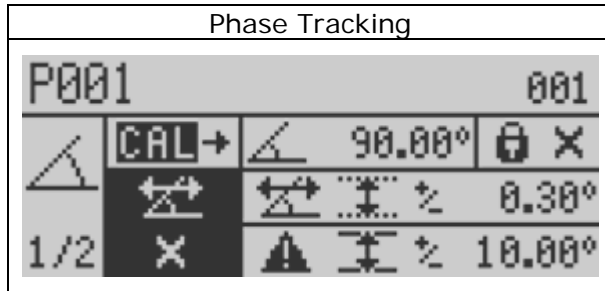 Phase Tracking
P001 001
CAL 90.00°
± 0.30°
1/2 ± 10.00°